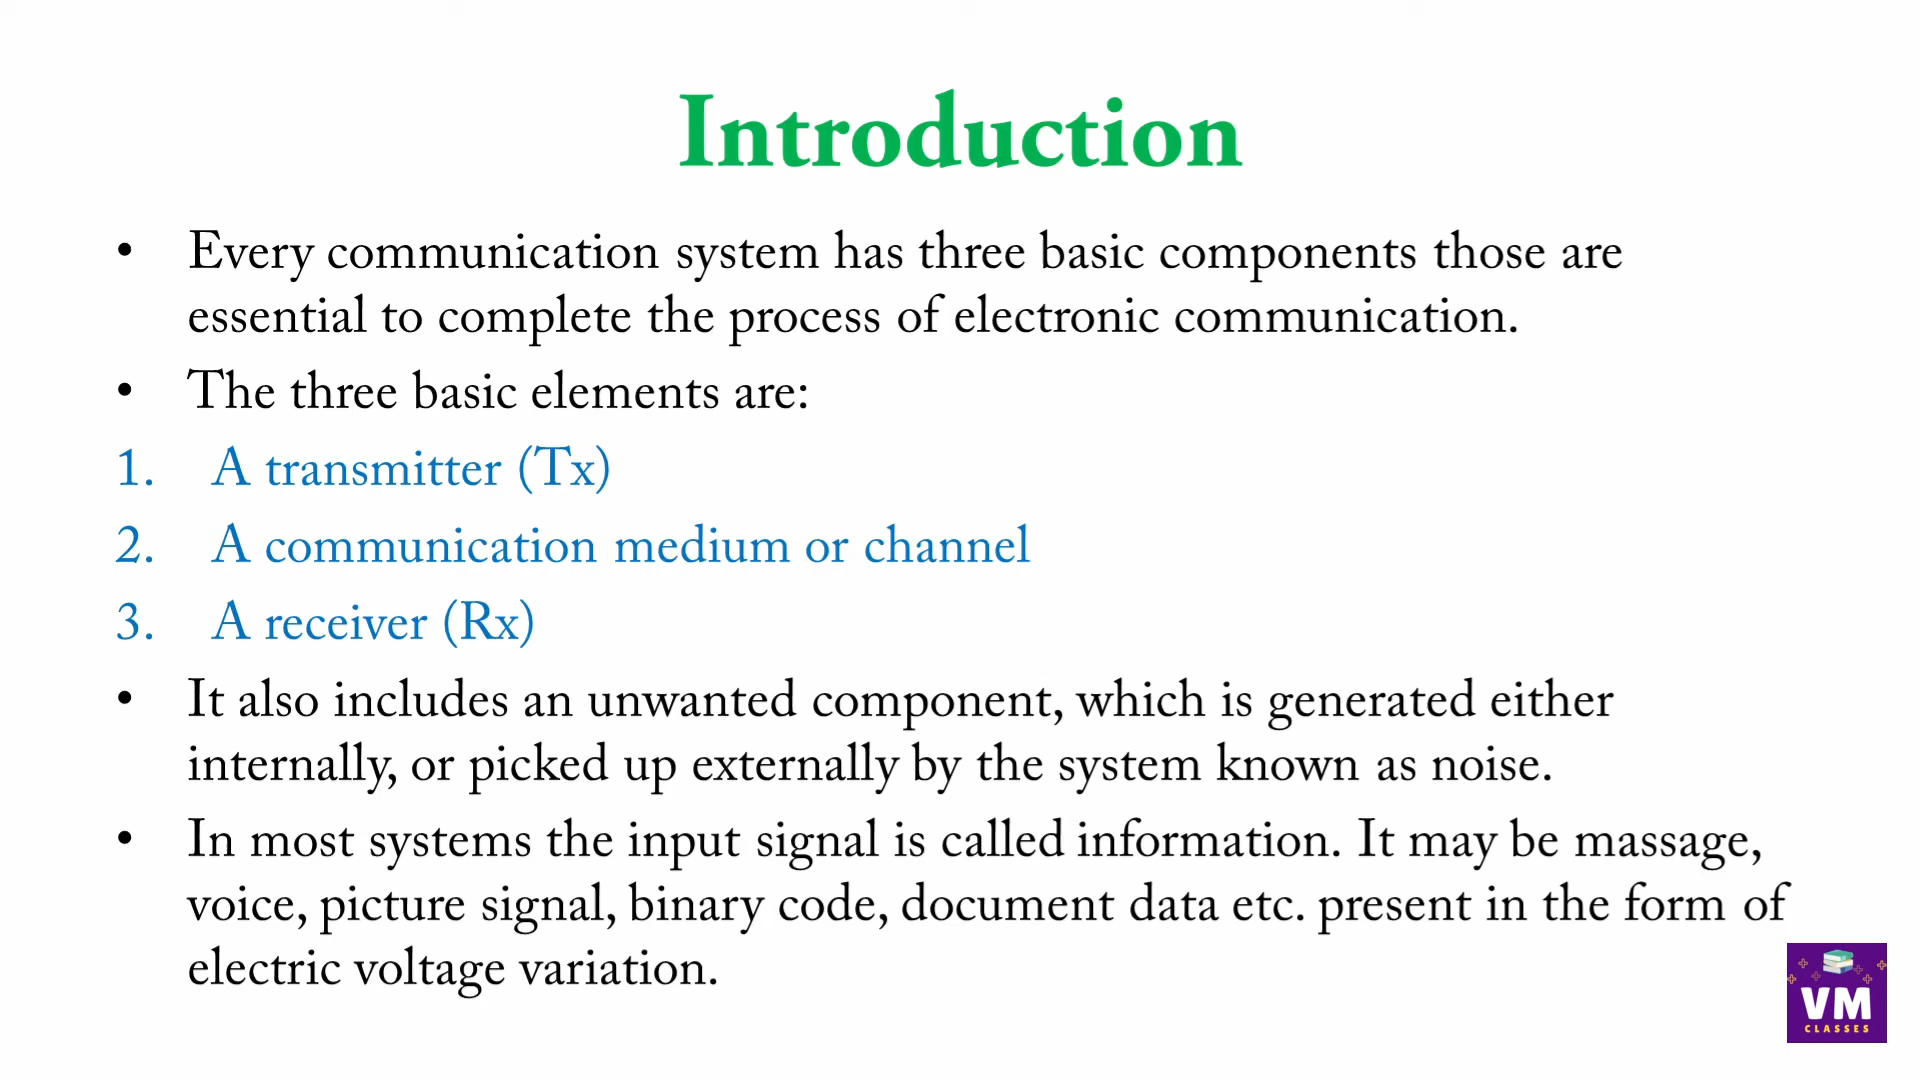 Introduction
• Every communication system has three basic components those are
essential to complete the process of electronic communication.
• The three basic elements are:
1. A transmitter (Tx)
2. A communication medium or channel
3. A receiver (Rx)
• It also includes an unwanted component, which is generated either
internally, or picked up externally by the system known as noise.
• In most systems the input signal is called information. It may be massage,
voice, picture signal, binary code, document data etc. present in the form of
electric voltage variation.
VM
CLASSES